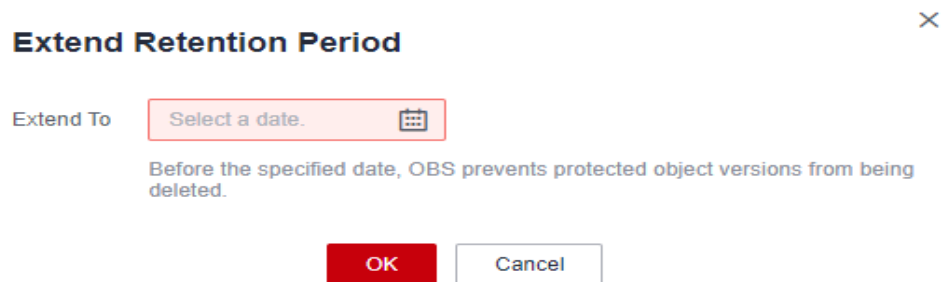 Extend Retention Period
Extend To
Select a date.
Before the specified date, OBS prevents protected object versions from being
deleted.
OK
Cancel